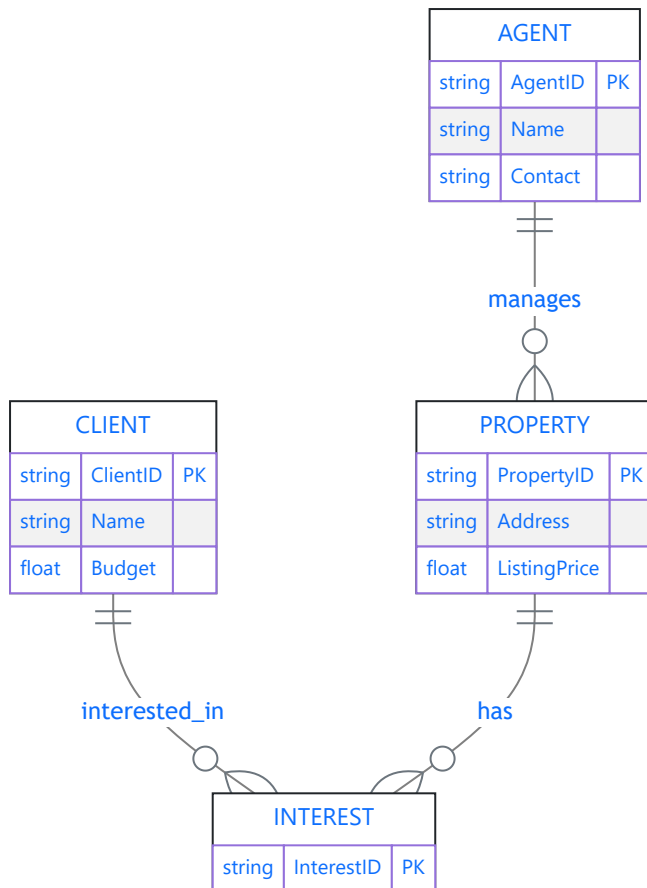 AGENT
string AgentID PK
string Name
string Contact
manages
CLIENT
string ClientID PK
string Name
float Budget
PROPERTY
string PropertyID PK
string Address
float ListingPrice
interested_in
has
INTEREST
string InterestID PK